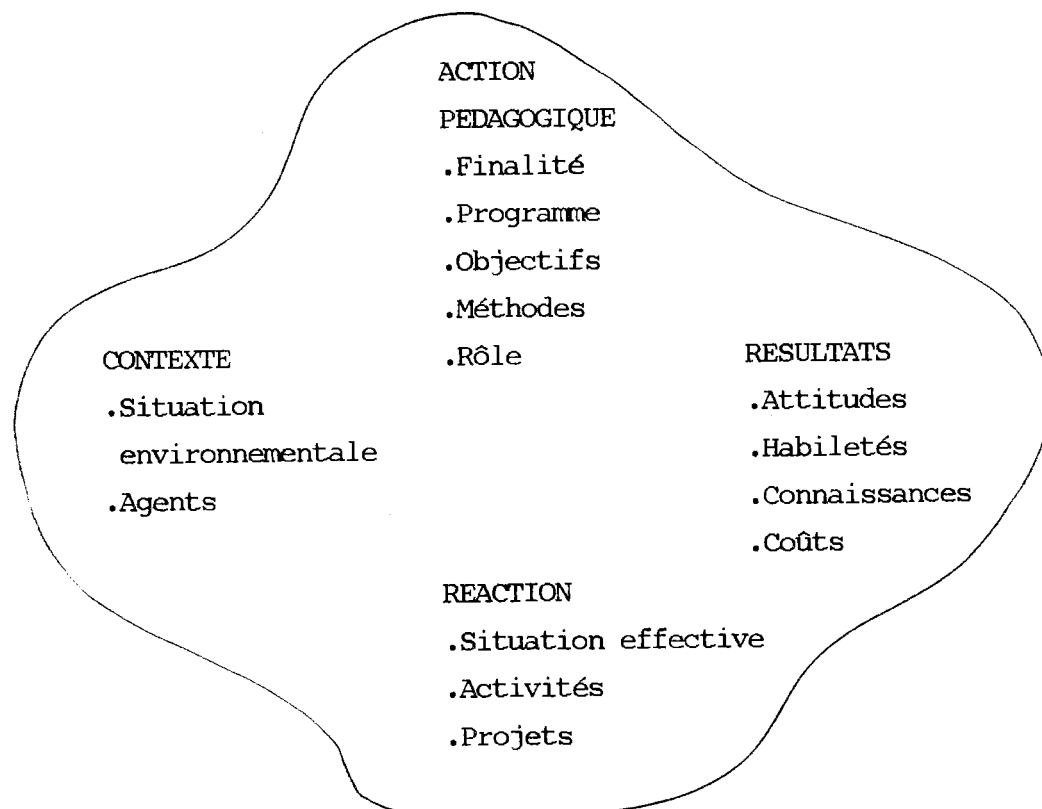 ACTION
PEDAGOGIQUE
.Finalité
.Programme
.Objectifs
.Méthodes
.Rôle
CONTEXTE
.Situation
environnementale
.Agents
RESULTATS
.Attitudes
.Habiletés
.Connaissances
.Coûts
REACTION
.Situation effective
.Activités
.Projets